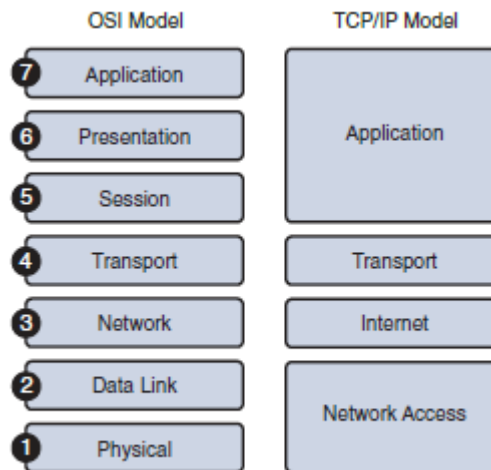 OSI Model
TCP/IP Model
7 Application
6 Presentation
5 Session
4 Transport
3 Network
2 Data Link
1 Physical
Application
Transport
Internet
Network Access